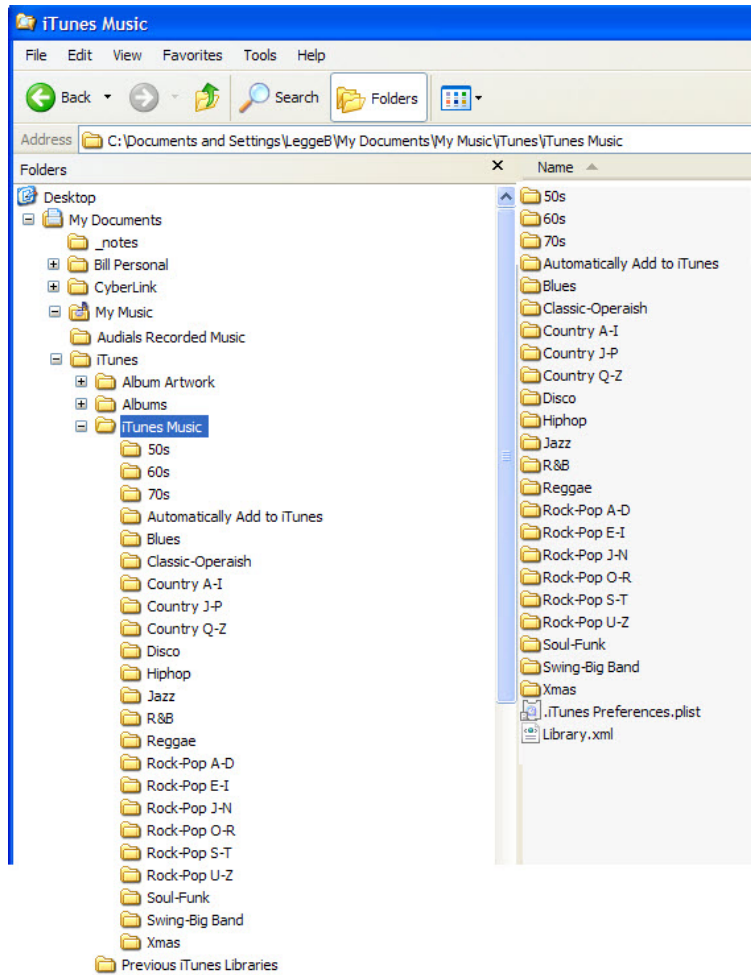 iTunes Music
File Edit View Favorites Tools Help
Back Search Folders
Address C:\Documents and Settings\LeggeB\My Documents\My Music\iTunes\iTunes Music
Folders
Desktop
My Documents
_notes
Bill Personal
CyberLink
My Music
Audials Recorded Music
iTunes
Album Artwork
Albums
iTunes Music
50s
60s
70s
Automatically Add to iTunes
Blues
Classic-Operaish
Country A-I
Country J-P
Country Q-Z
Disco
Hiphop
Jazz
R&B
Reggae
Rock-Pop A-D
Rock-Pop E-I
Rock-Pop J-N
Rock-Pop O-R
Rock-Pop S-T
Rock-Pop U-Z
Soul-Funk
Swing-Big Band
Xmas
Previous iTunes Libraries
Name
50s
60s
70s
Automatically Add to iTunes
Blues
Classic-Operaish
Country A-I
Country J-P
Country Q-Z
Disco
Hiphop
Jazz
R&B
Reggae
Rock-Pop A-D
Rock-Pop E-I
Rock-Pop J-N
Rock-Pop O-R
Rock-Pop S-T
Rock-Pop U-Z
Soul-Funk
Swing-Big Band
Xmas
.iTunes Preferences.plist
Library.xml